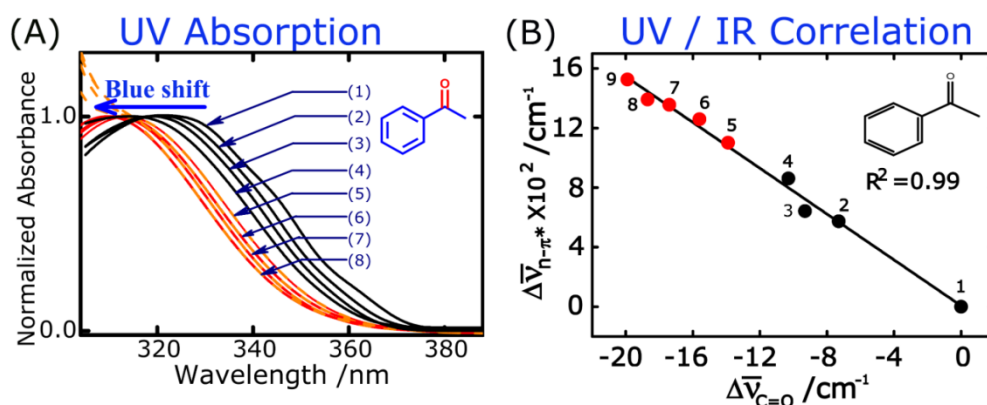 (A) UV Absorption
Blue shift
O
(1)
(2)
(3)
(4)
(5)
(6)
(7)
(8)
1.0
0.0
Normalized Absorbance
320 340 360 380
Wavelength /nm
(B) UV / IR Correlation
16
12
8
4
0
Δν̅n-π* X10² /cm⁻¹
9
8
7
6
5
4
3
2
1
O
R² =0.99
-20 -16 -12 -8 -4 0
Δν̅C=O /cm⁻¹